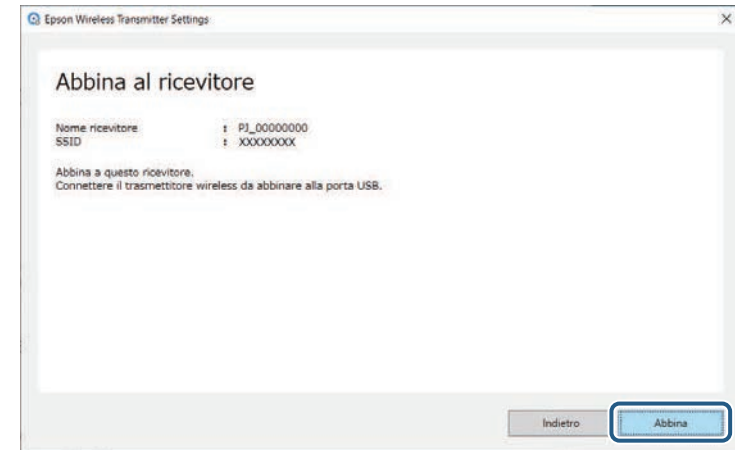 Epson Wireless Transmitter Settings
Abbina al ricevitore
Nome ricevitore : PJ_00000000
SSID : XXXXXXXX
Abbina a questo ricevitore.
Connettere il trasmettitore wireless da abbinare alla porta USB.
Indietro Abbina